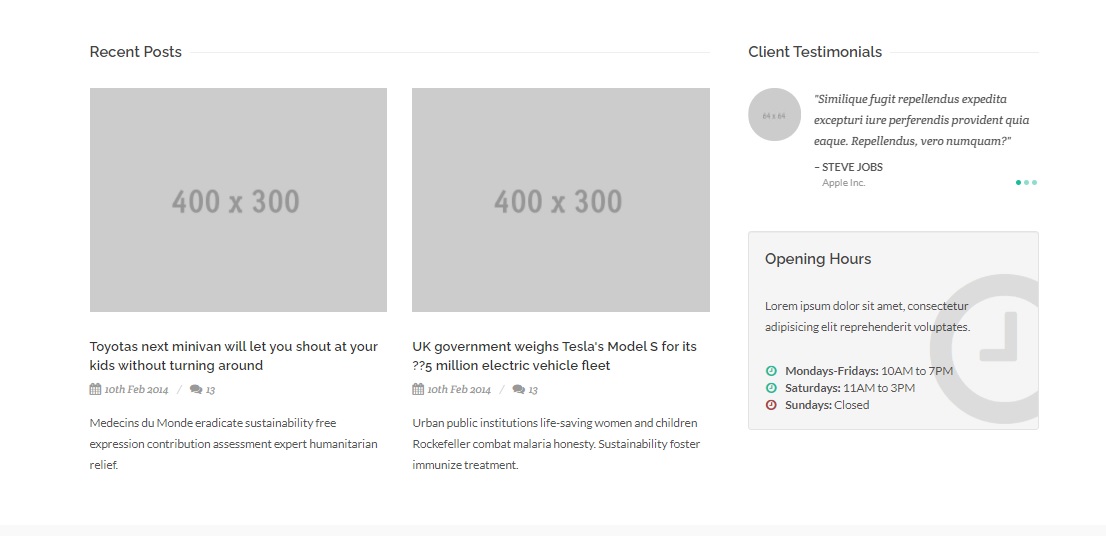 Recent Posts
400 x 300
Toyotas next minivan will let you shout at your
kids without turning around
10th Feb 2014 / 13
Medecins du Monde eradicate sustainability free
expression contribution assessment expert humanitarian
relief.
400 x 300
UK government weighs Tesla's Model S for its
??5 million electric vehicle fleet
10th Feb 2014 / 13
Urban public institutions life-saving women and children
Rockefeller combat malaria honesty. Sustainability foster
immunize treatment.
Client Testimonials
64 x 64
"Similique fugit repellendus expedita
excepturi iure perferendis provident quia
eaque. Repellendus, vero numquam?"
– STEVE JOBS
Apple Inc.
Opening Hours
Lorem ipsum dolor sit amet, consectetur
adipisicing elit reprehenderit voluptates.
Mondays-Fridays: 10AM to 7PM
Saturdays: 11AM to 3PM
Sundays: Closed